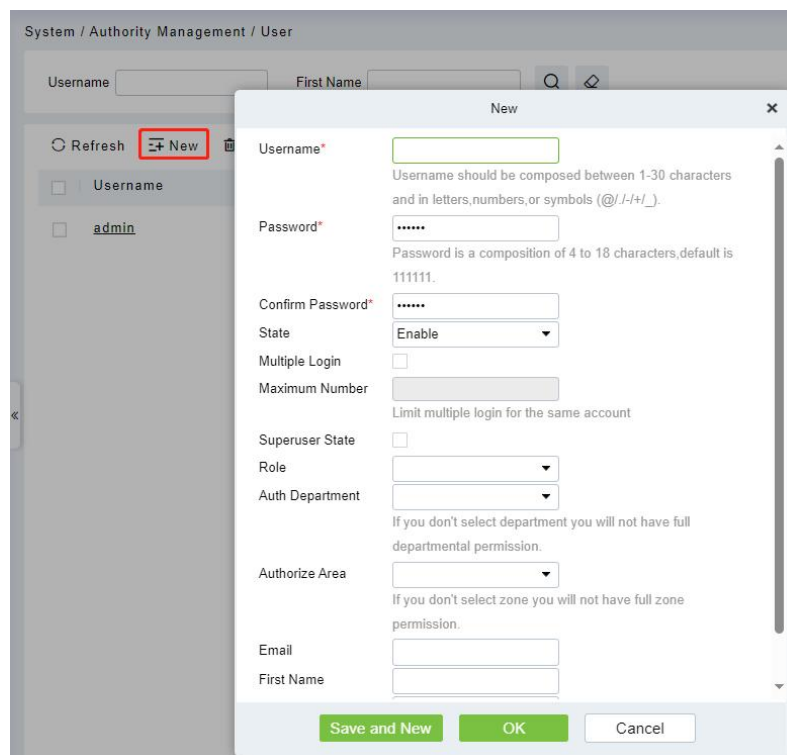 System / Authority Management / User
Username
First Name
New
Refresh
New
Username
admin
Username*
Username should be composed between 1-30 characters
and in letters,numbers,or symbols (@/./-/+/_).
Password*
••••••
Password is a composition of 4 to 18 characters,default is
111111.
Confirm Password*
••••••
State
Enable
Multiple Login
Maximum Number
Limit multiple login for the same account
Superuser State
Role
Auth Department
If you don't select department you will not have full
departmental permission.
Authorize Area
If you don't select zone you will not have full zone
permission.
Email
First Name
Save and New
OK
Cancel